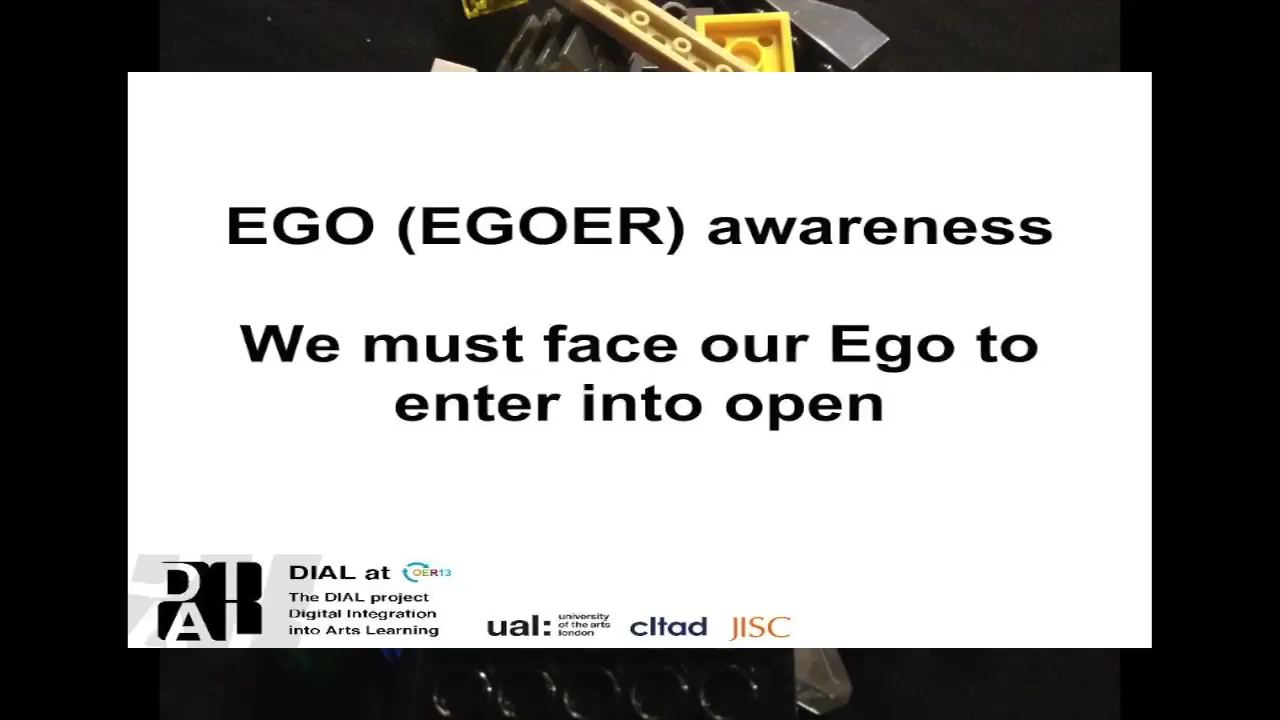 EGO (EGOER) awareness
We must face our Ego to
enter into open
DIAL
DIAL at OER13
The DIAL project
Digital Integration
into Arts Learning
ual: university
of the arts
london
cltad
JISC